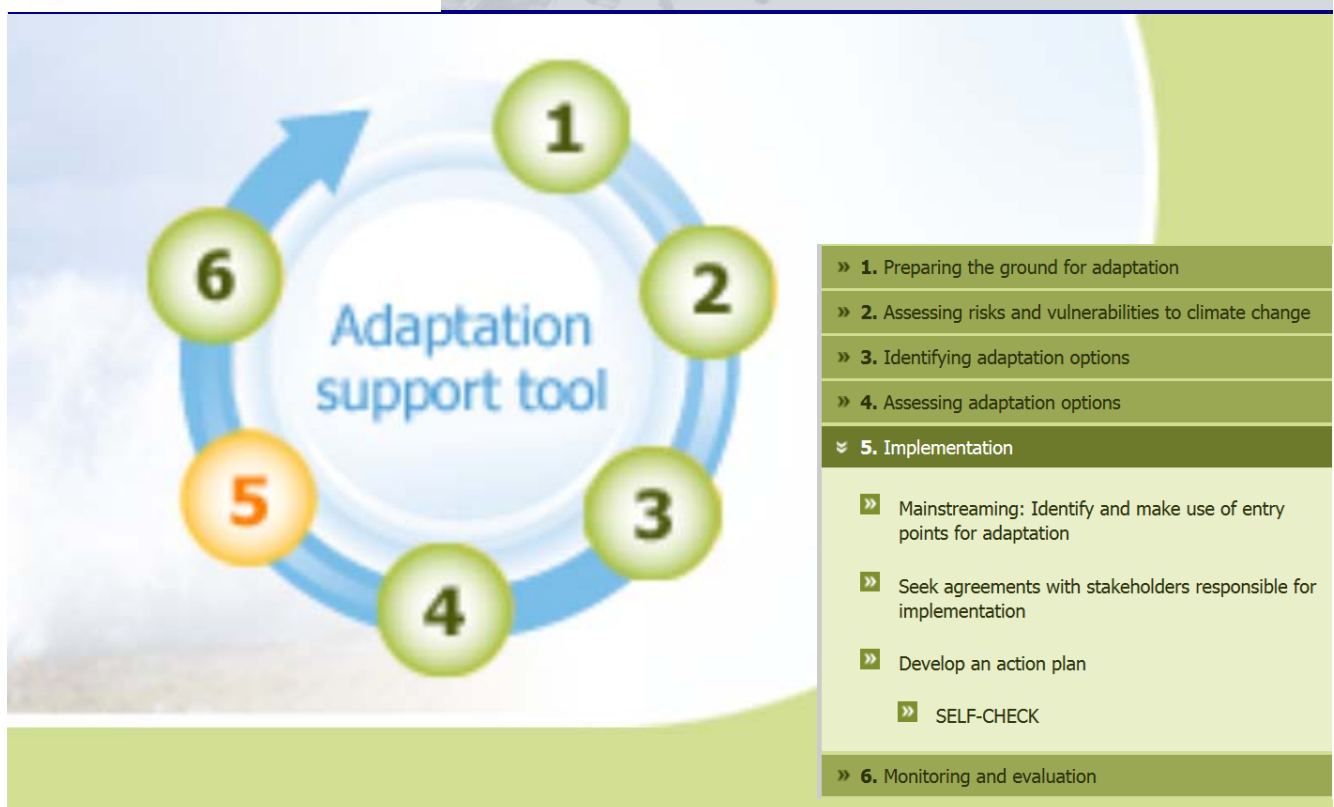 1
2
3
4
5
6
Adaptation
support tool
» 1. Preparing the ground for adaptation
» 2. Assessing risks and vulnerabilities to climate change
» 3. Identifying adaptation options
» 4. Assessing adaptation options
5. Implementation
» Mainstreaming: Identify and make use of entry
points for adaptation
» Seek agreements with stakeholders responsible for
implementation
» Develop an action plan
» SELF-CHECK
» 6. Monitoring and evaluation